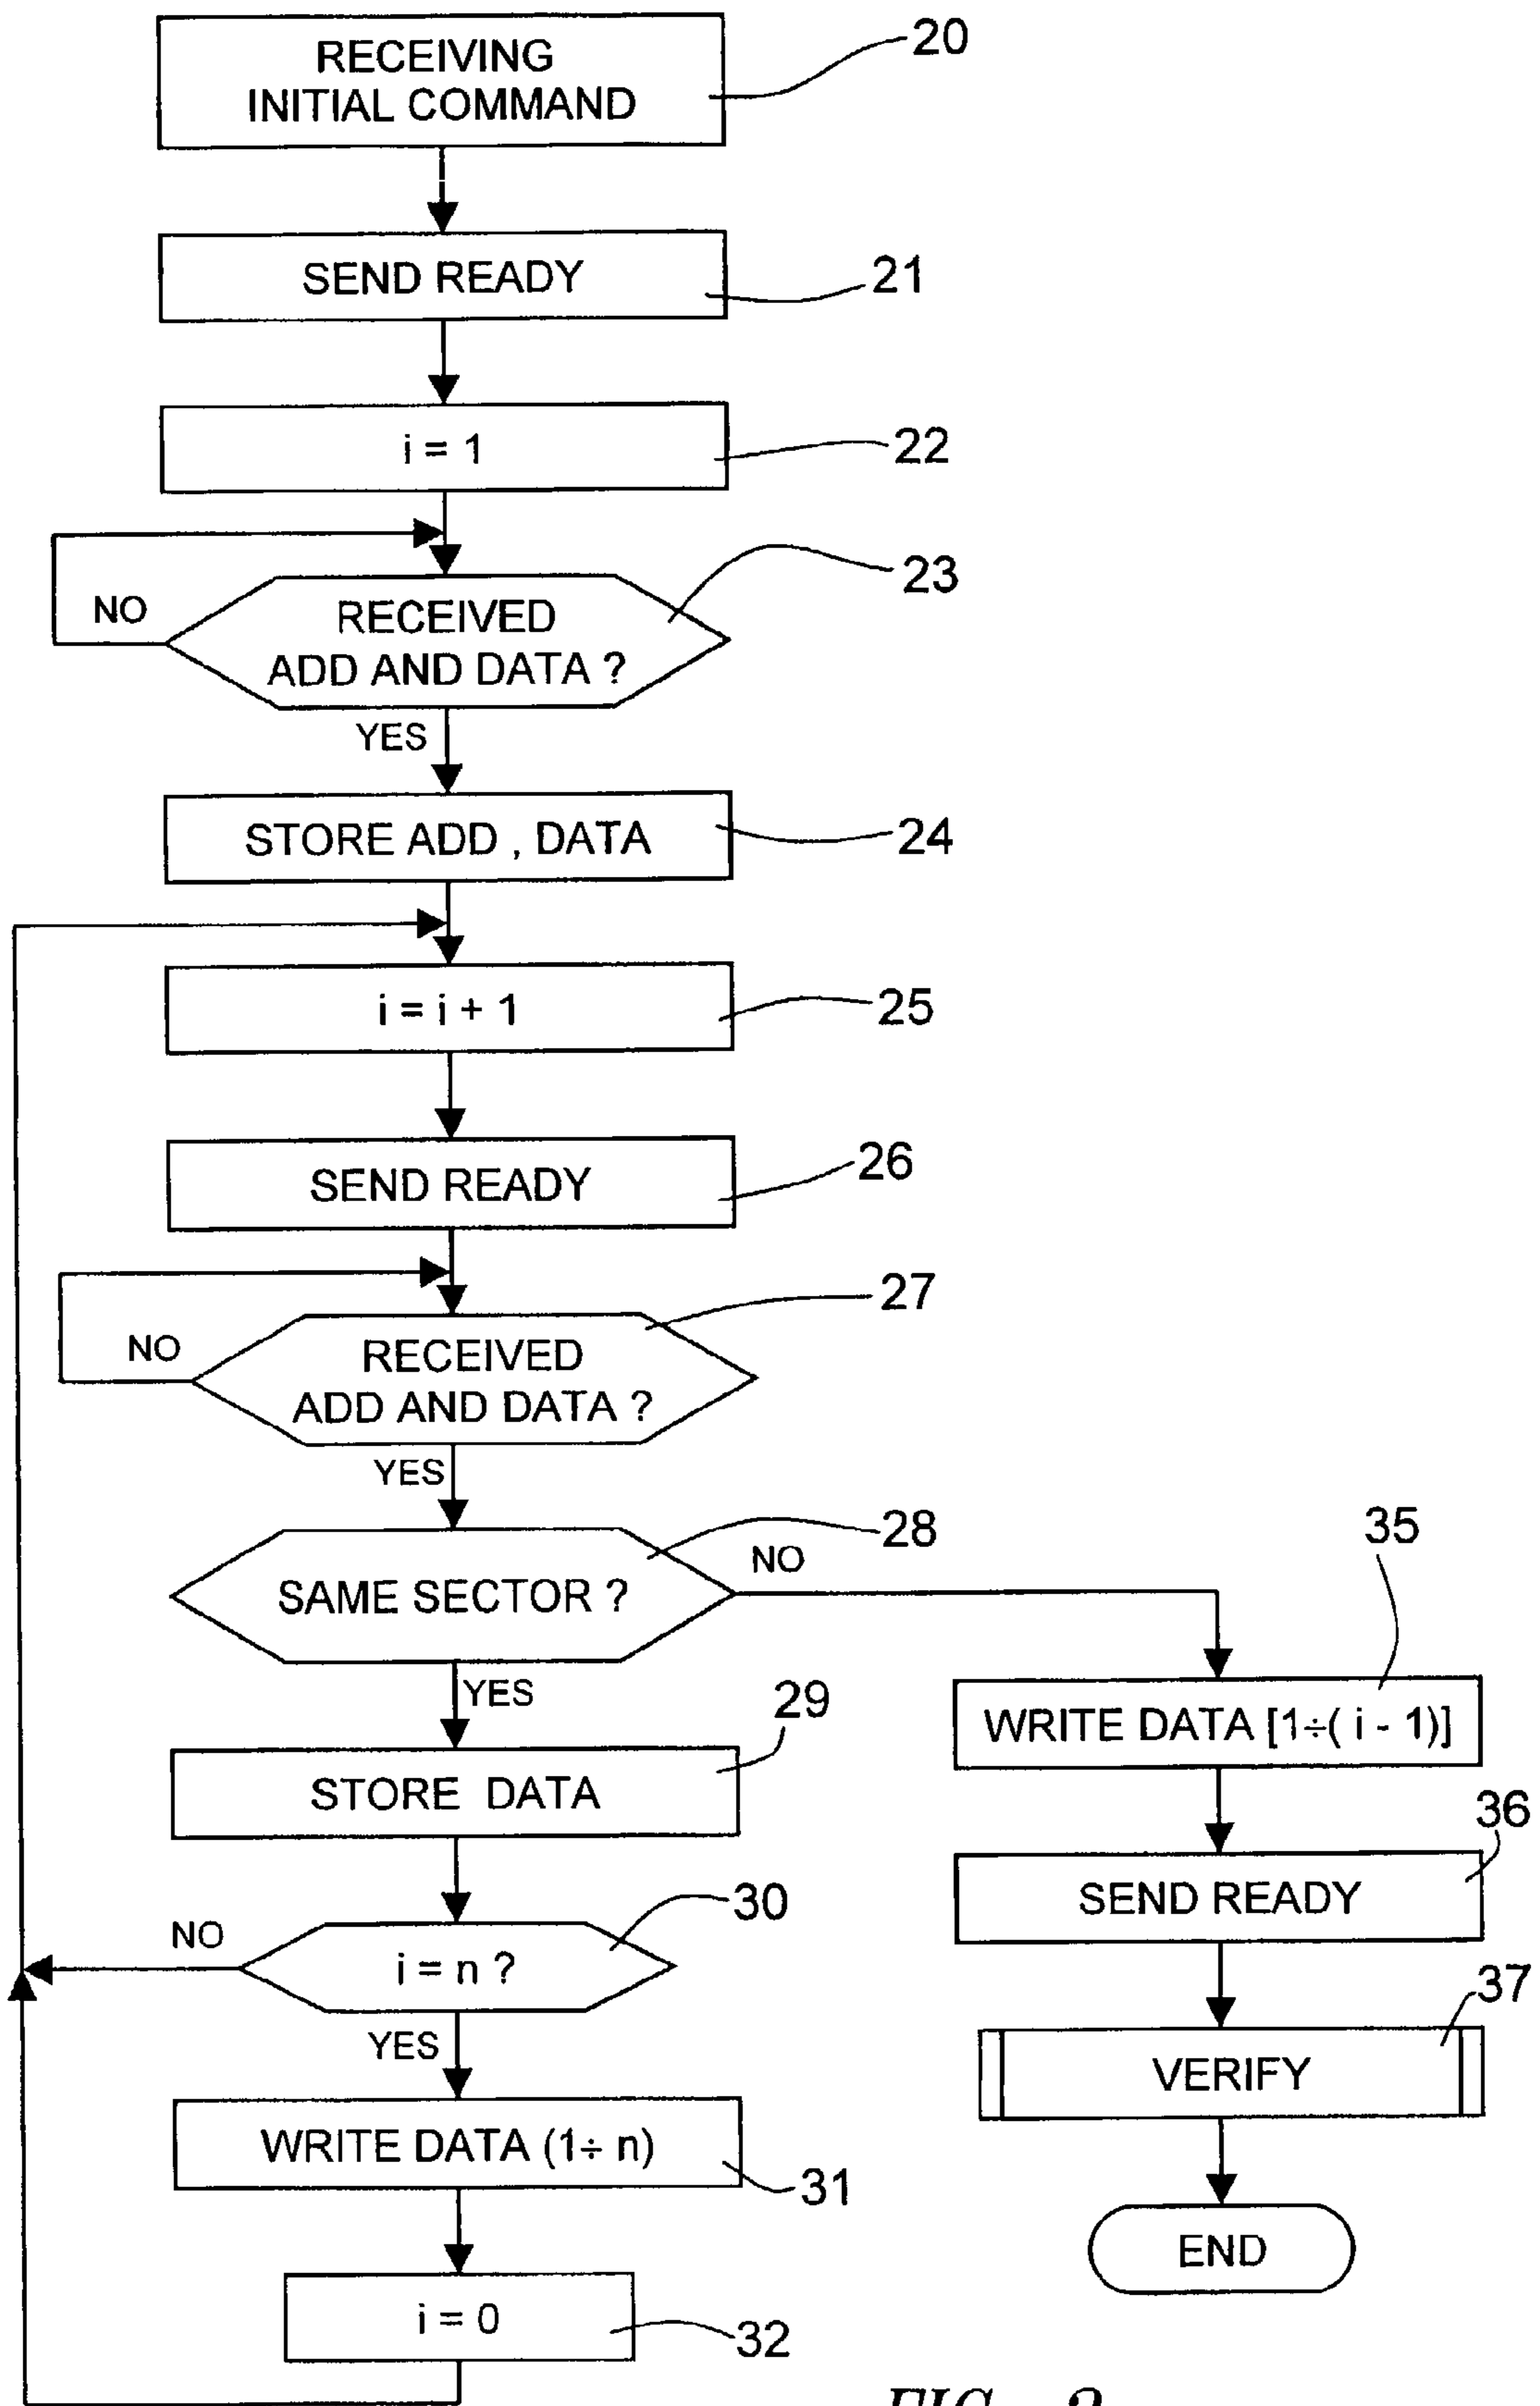 RECEIVING
INITIAL COMMAND
20
SEND READY
21
i = 1
22
NO
RECEIVED
ADD AND DATA ?
23
YES
STORE ADD , DATA
24
i = i + 1
25
SEND READY
26
NO
RECEIVED
ADD AND DATA ?
27
YES
SAME SECTOR ?
28
NO
YES
STORE DATA
29
NO
i = n ?
30
YES
WRITE DATA (1÷ n)
31
i = 0
32
35
WRITE DATA [1÷( i - 1)]
36
SEND READY
37
VERIFY
END